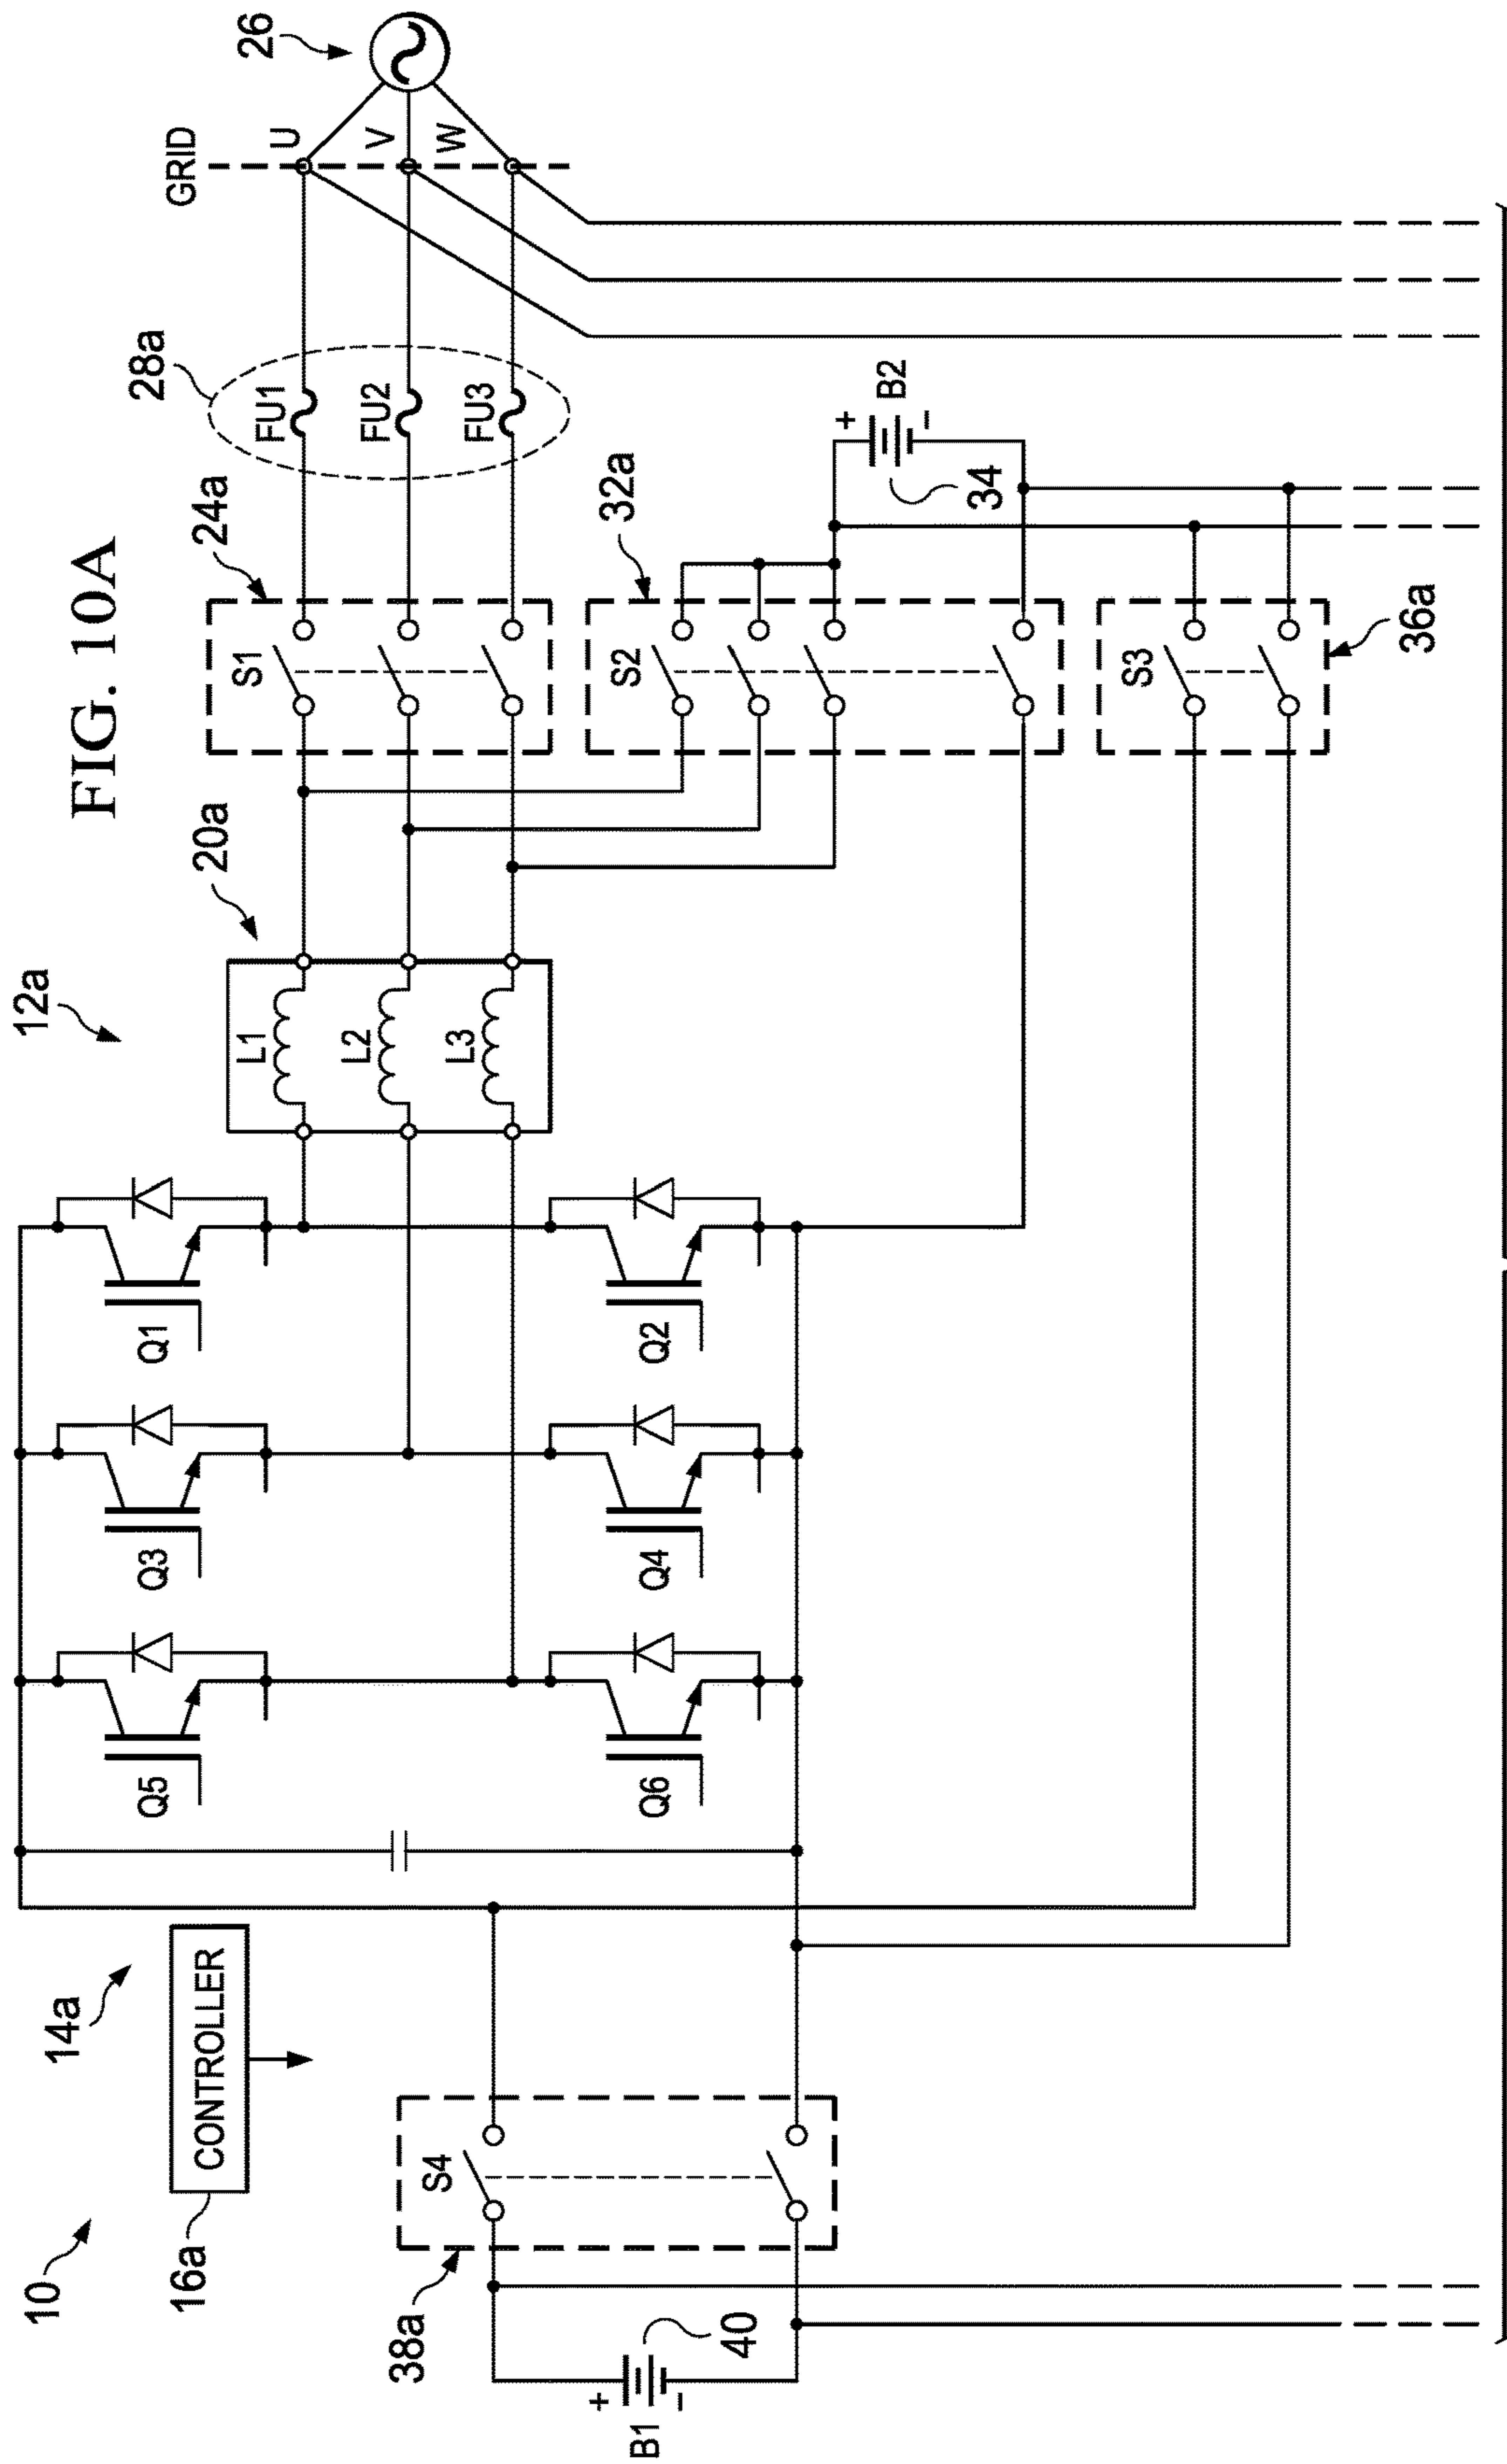 FIG. 10A
10
12a
14a
16a
CONTROLLER
Q5
Q3
Q1
Q6
Q4
Q2
20a
L1
L2
L3
24a
S1
28a
FU1
FU2
FU3
GRID
U
V
W
26
32a
S2
+
B2
−
34
S3
36a
38a
S4
+
B1
−
40